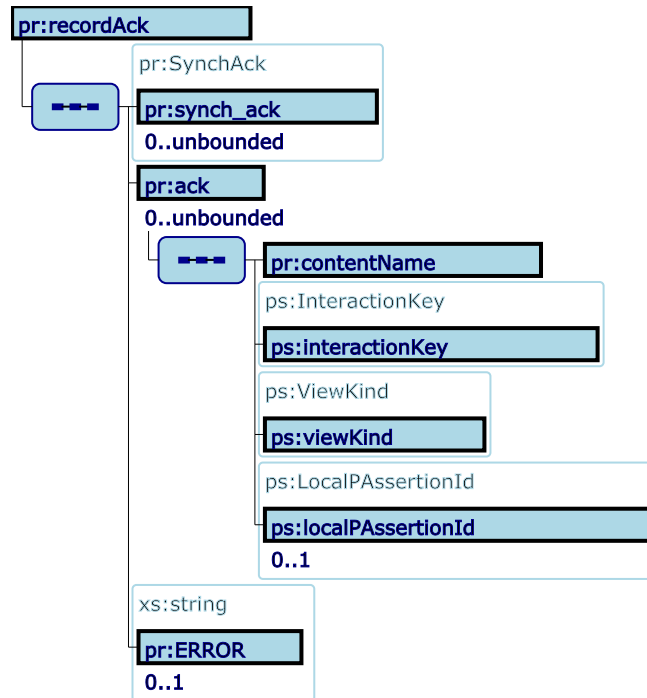 pr:recordAck
pr:SynchAck
pr:synch_ack
0..unbounded
pr:ack
0..unbounded
pr:contentName
ps:InteractionKey
ps:interactionKey
ps:ViewKind
ps:viewKind
ps:LocalPAssertionId
ps:localPAssertionId
0..1
xs:string
pr:ERROR
0..1